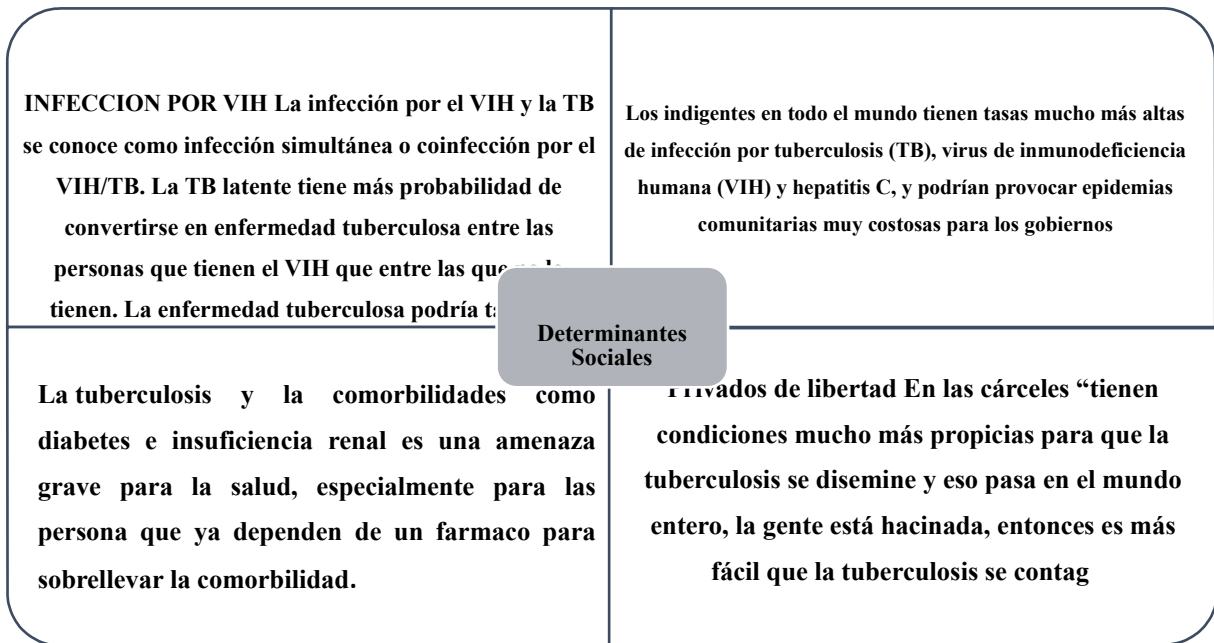 INFECCION POR VIH La infección por el VIH y la TB
se conoce como infección simultánea o coinfección por el
VIH/TB. La TB latente tiene más probabilidad de
convertirse en enfermedad tuberculosa entre las
personas que tienen el VIH que entre las que
tienen. La enfermedad tuberculosa podría
Los indigentes en todo el mundo tienen tasas mucho más altas
de infección por tuberculosis (TB), virus de inmunodeficiencia
humana (VIH) y hepatitis C, y podrían provocar epidemias
comunitarias muy costosas para los gobiernos
Determinantes
Sociales
La tuberculosis y la comorbilidades como
diabetes e insuficiencia renal es una amenaza
grave para la salud, especialmente para las
persona que ya dependen de un farmaco para
sobrellevar la comorbilidad.
Privados de libertad En las cárceles “tienen
condiciones mucho más propicias para que la
tuberculosis se disemine y eso pasa en el mundo
entero, la gente está hacinada, entonces es más
fácil que la tuberculosis se contag